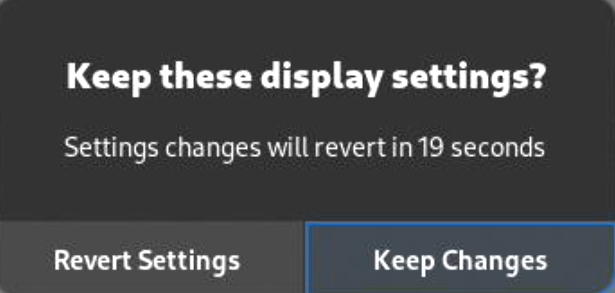 Keep these display settings?
Settings changes will revert in 19 seconds
Revert Settings
Keep Changes